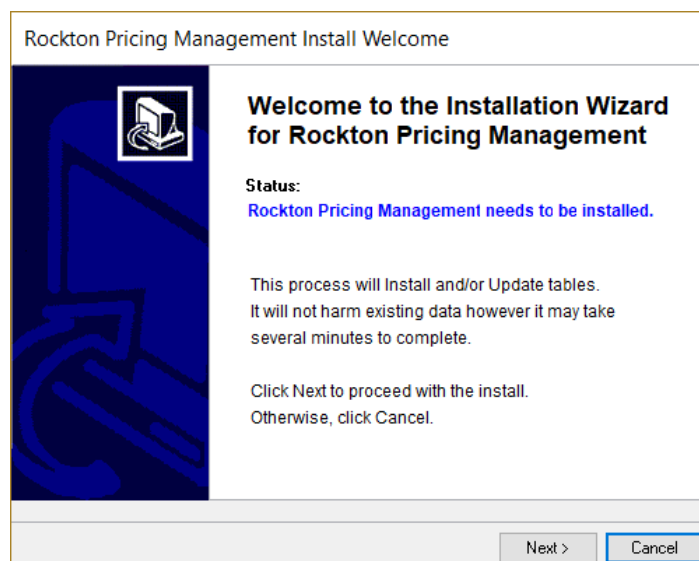 Rockton Pricing Management Install Welcome
Welcome to the Installation Wizard
for Rockton Pricing Management
Status:
Rockton Pricing Management needs to be installed.
This process will Install and/or Update tables.
It will not harm existing data however it may take
several minutes to complete.
Click Next to proceed with the install.
Otherwise, click Cancel.
Next >
Cancel